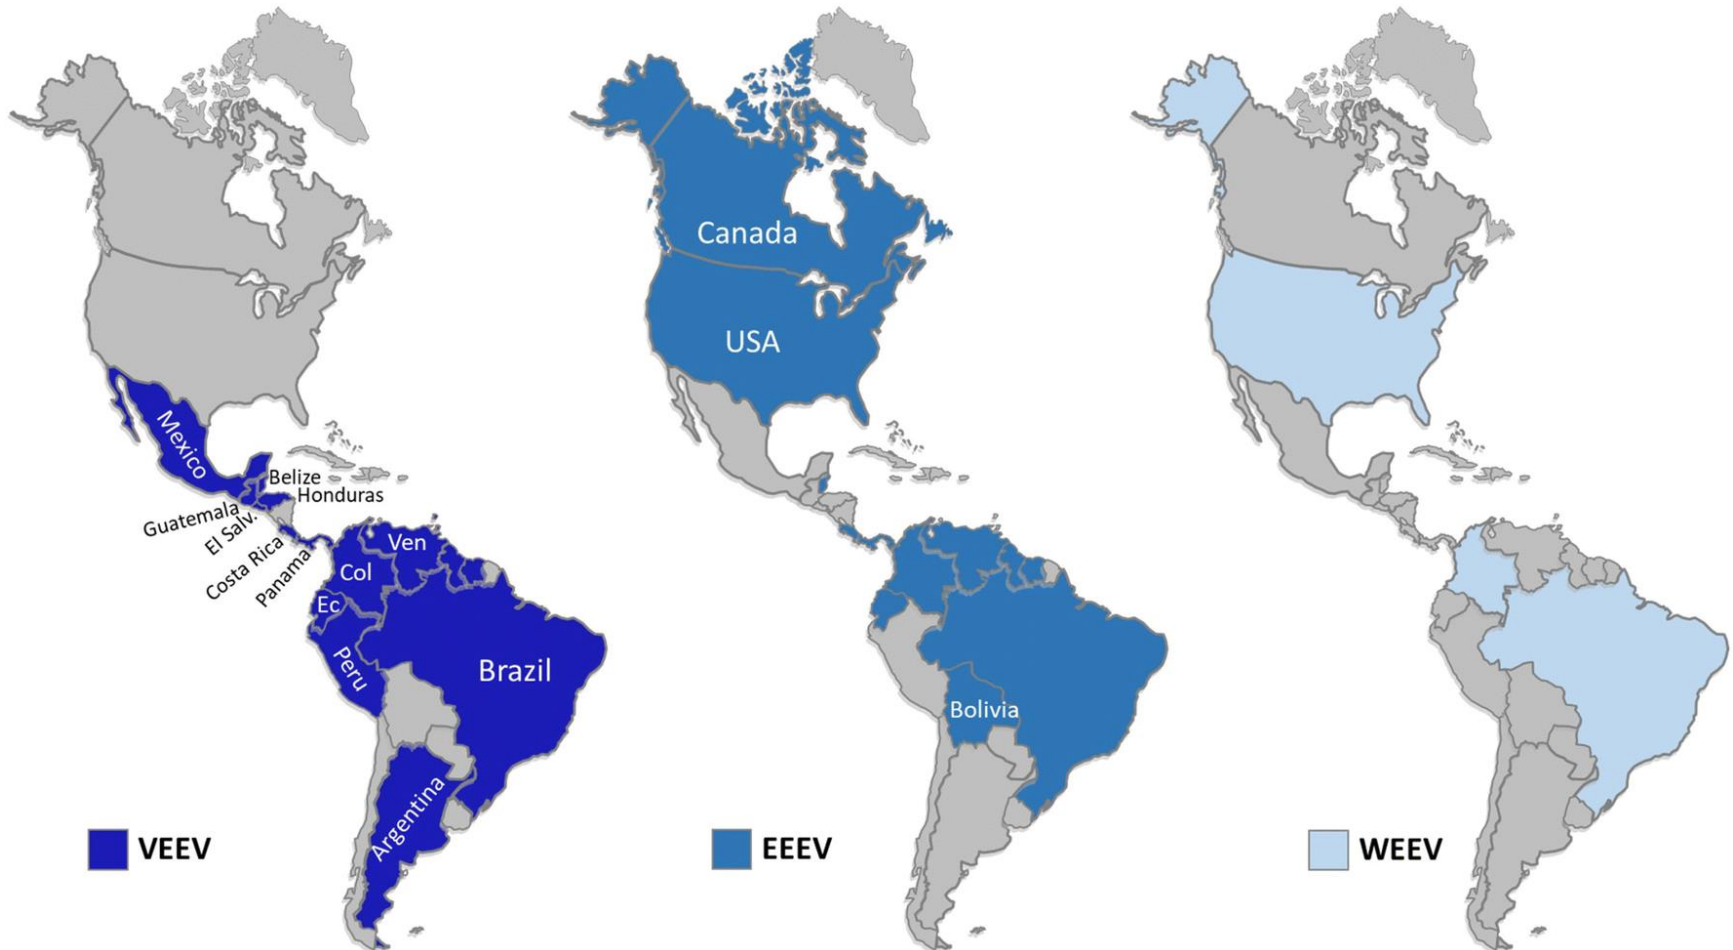 Canada
USA
Mexico
Belize
Honduras
Guatemala
El Salv.
Costa Rica
Panama
Ven
Col
Ec
Peru
Brazil
Argentina
Bolivia
VEEV
EEEV
WEEV